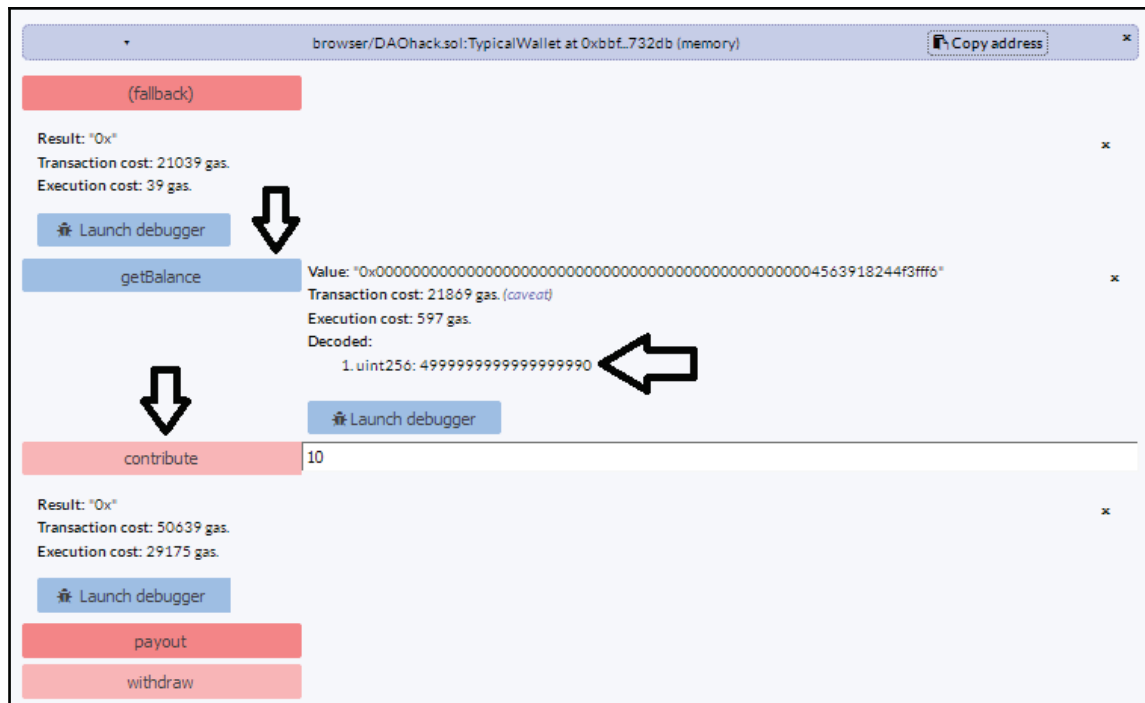 browser/DAOhack.sol:TypicalWallet at 0xbbf...732db (memory)
Copy address
(fallback)
Result: "0x"
Transaction cost: 21039 gas.
Execution cost: 39 gas.
Launch debugger
getBalance
Value: "0x0000000000000000000000000000000000000000000000004563918244f3fff6"
Transaction cost: 21869 gas. (caveat)
Execution cost: 597 gas.
Decoded:
1. uint256: 4999999999999999990
Launch debugger
contribute
10
Result: "0x"
Transaction cost: 50639 gas.
Execution cost: 29175 gas.
Launch debugger
payout
withdraw